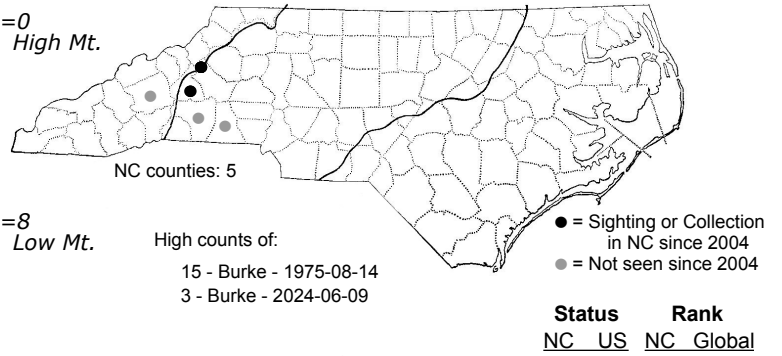 =0
High Mt.
NC counties: 5
=8
Low Mt.
High counts of:
15 - Burke - 1975-08-14
3 - Burke - 2024-06-09
= Sighting or Collection
in NC since 2004
= Not seen since 2004
Status Rank
NC US NC Global